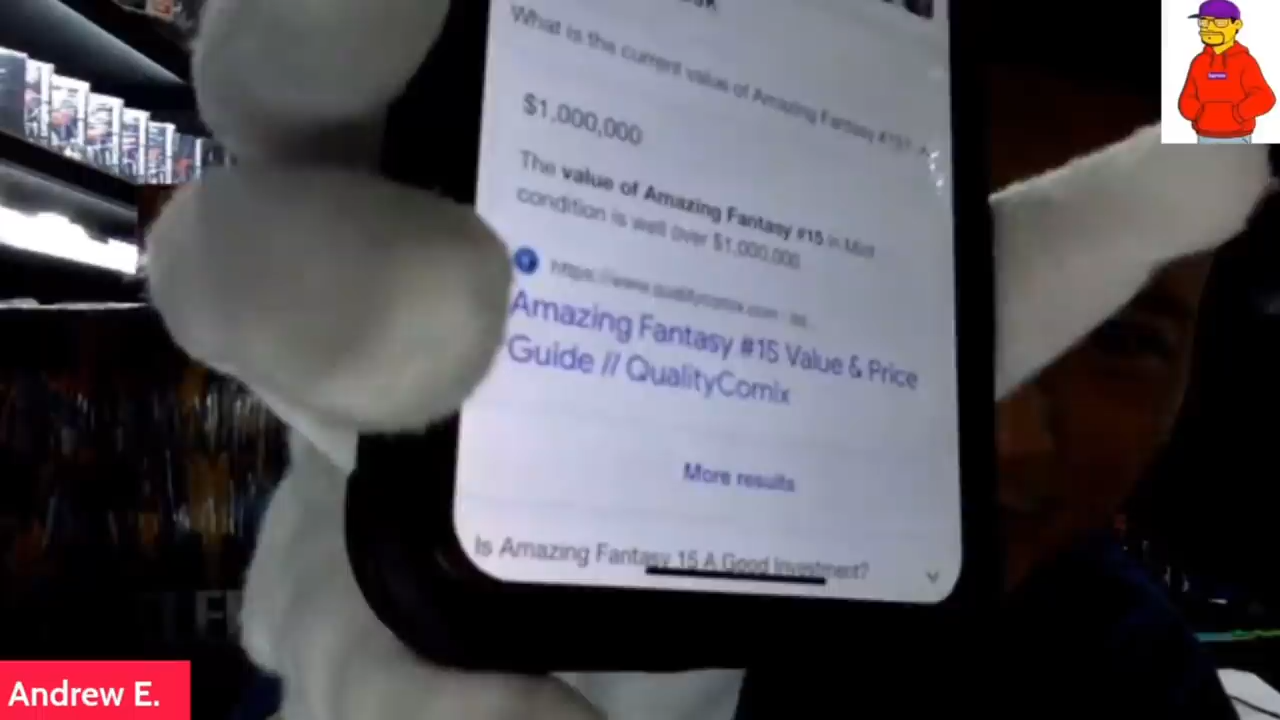 What is the current value of Amazing Fantasy #15?
$1,000,000
The value of Amazing Fantasy #15 in Mint
condition is well over $1,000,000
Amazing Fantasy #15 Value & Price
Guide // QualityComix
More results
Is Amazing Fantasy 15 A Good Investment?
Andrew E.